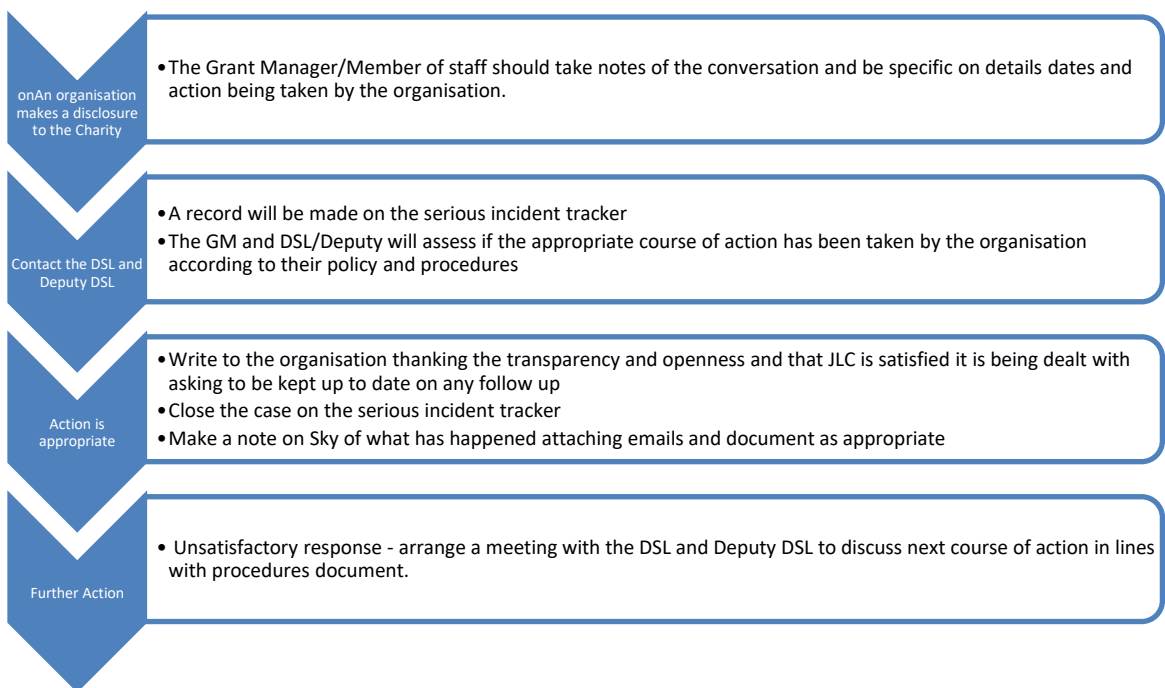 onAn organisation
makes a disclosure
to the Charity
•The Grant Manager/Member of staff should take notes of the conversation and be specific on details dates and
action being taken by the organisation.
Contact the DSL and
Deputy DSL
•A record will be made on the serious incident tracker
•The GM and DSL/Deputy will assess if the appropriate course of action has been taken by the organisation
according to their policy and procedures
Action is
appropriate
•Write to the organisation thanking the transparency and openness and that JLC is satisfied it is being dealt with
asking to be kept up to date on any follow up
•Close the case on the serious incident tracker
•Make a note on Sky of what has happened attaching emails and document as appropriate
Further Action
• Unsatisfactory response - arrange a meeting with the DSL and Deputy DSL to discuss next course of action in lines
with procedures document.